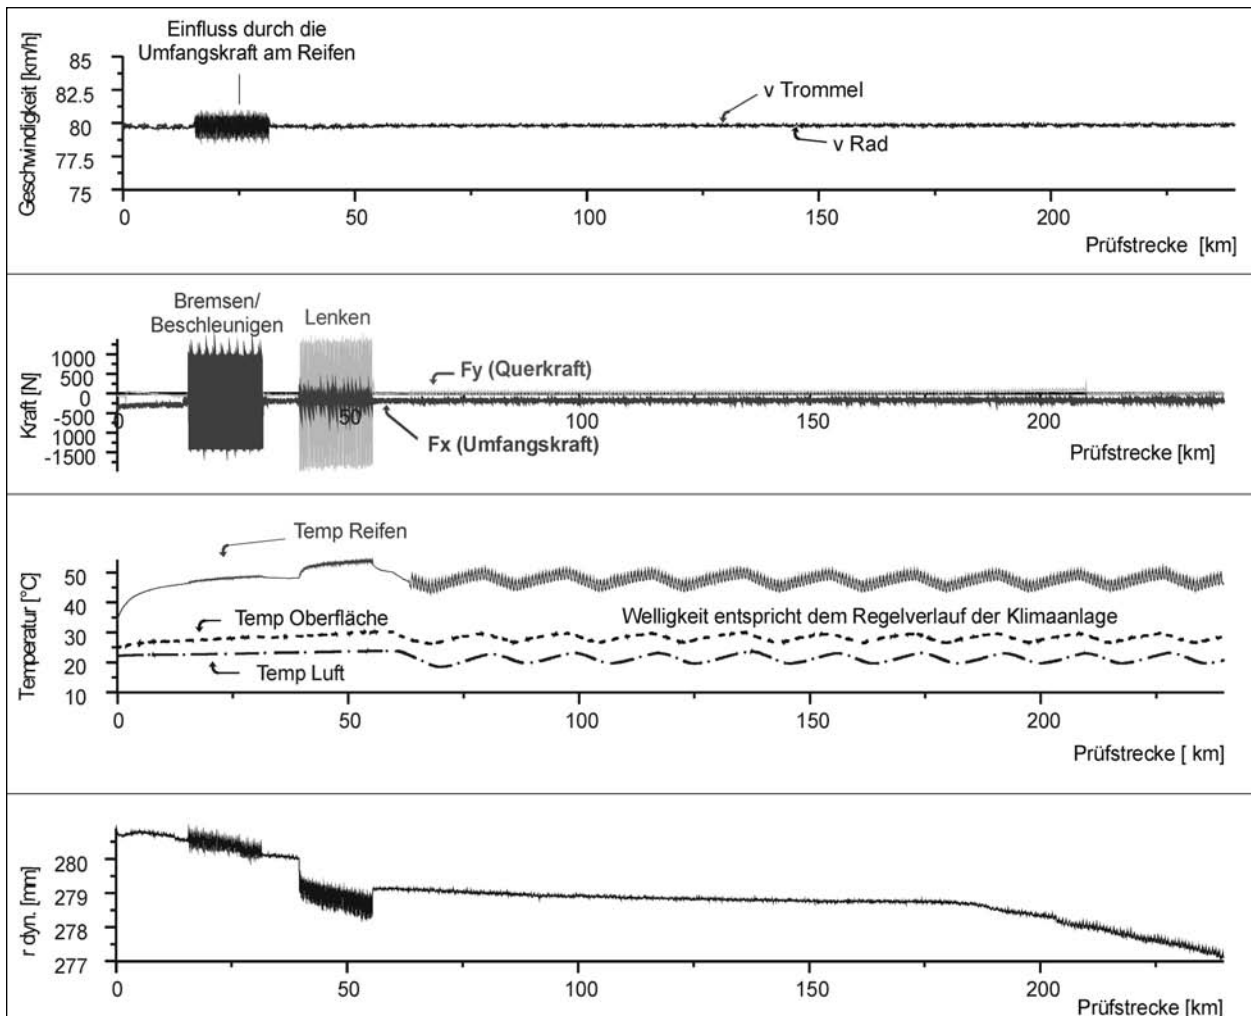 Einfluss durch die
Umfangskraft am Reifen
Geschwindigkeit [km/h]
85
82.5
80
77.5
75
v Trommel
v Rad
0 50 100 150 200
Prüfstrecke [km]
Bremsen/
Beschleunigen
Lenken
Kraft [N]
1000
500
0
-500
1000
-1500
Fy (Querkraft)
Fx (Umfangskraft)
0 50 100 150 200
Prüfstrecke [km]
Temp Reifen
Temperatur [°C]
50
40
30
20
10
Temp Oberfläche
Welligkeit entspricht dem Regelverlauf der Klimaanlage
Temp Luft
0 50 100 150 200
Prüfstrecke [ km]
r dyn. [mm]
280
279
278
277
0 50 100 150 200
Prüfstrecke [km]